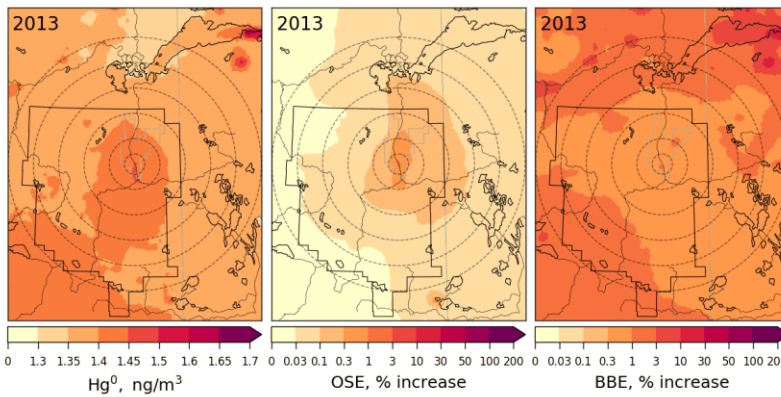 2013 2013 2013
0 1.3 1.35 1.4 1.45 1.5 1.6 1.65 1.7 0 0.03 0.1 0.3 1 3 10 30 50 100 200 0 0.03 0.1 0.3 1 3 10 30 50 100
Hg⁰, ng/m³ OSE, % increase BBE, % increase